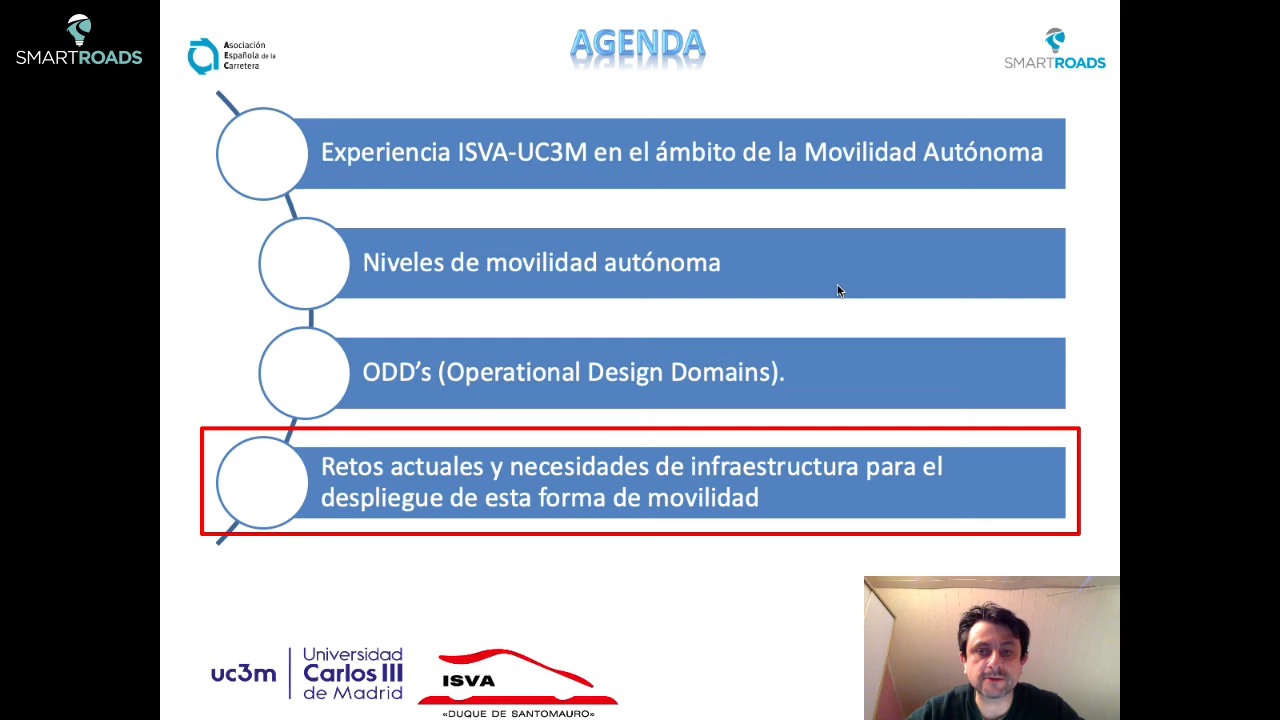 SMARTROADS
Asociación
Española de la
Carretera
AGENDA
SMARTROADS
Experiencia ISVA-UC3M en el ámbito de la Movilidad Autónoma
Niveles de movilidad autónoma
ODD’s (Operational Design Domains).
Retos actuales y necesidades de infraestructura para el
despliegue de esta forma de movilidad
uc3m
Universidad
Carlos III
de Madrid
ISVA
«DUQUE DE SANTOMAURO»